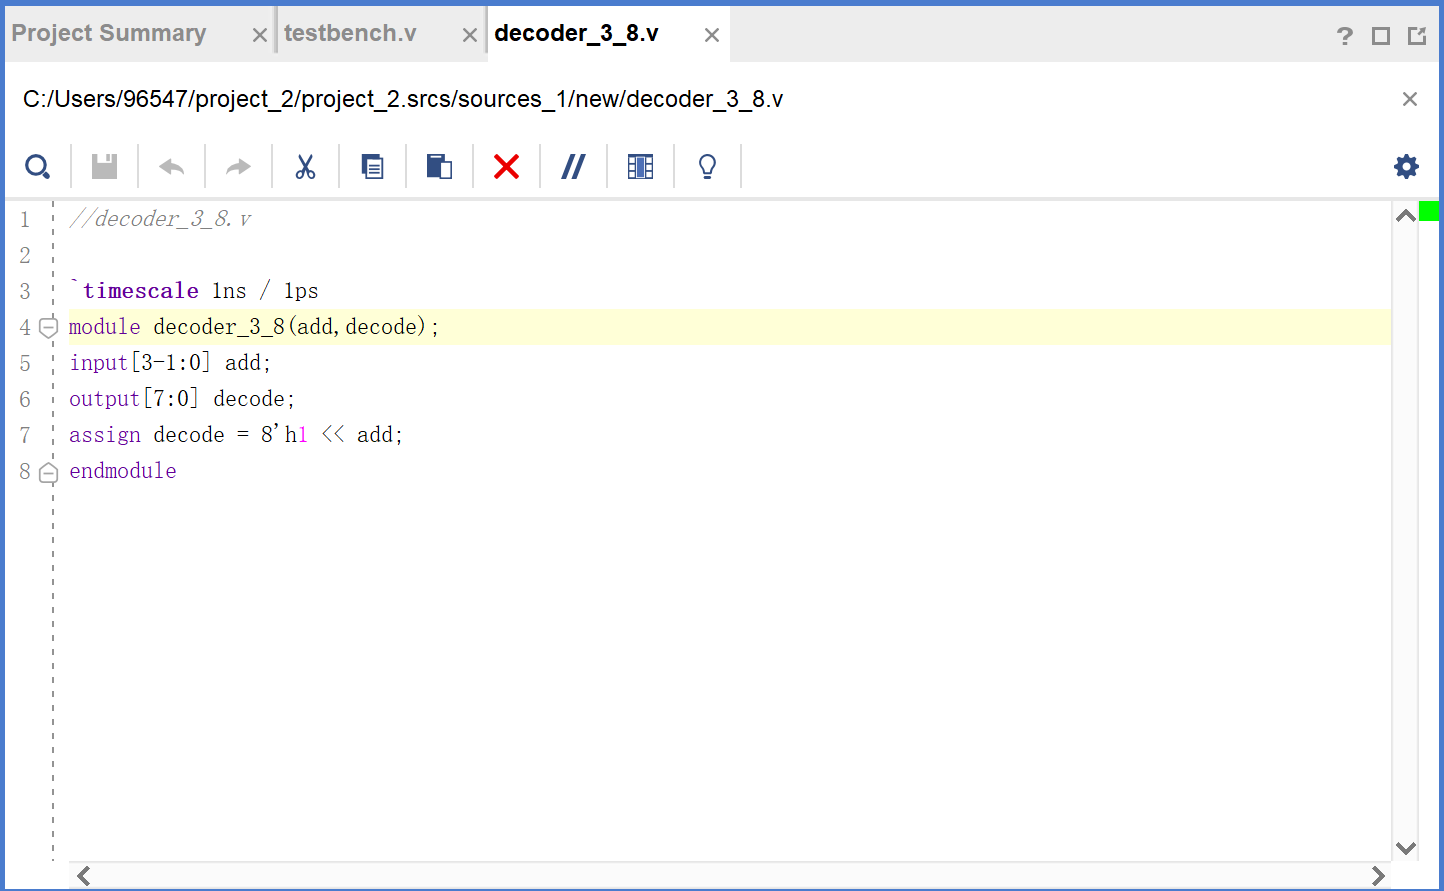 Project Summary × testbench.v × decoder_3_8.v × ?
C:/Users/96547/project_2/project_2.srcs/sources_1/new/decoder_3_8.v
1 //decoder_3_8.v
2
3 `timescale 1ns / 1ps
4 module decoder_3_8(add,decode);
5 input[3-1:0] add;
6 output[7:0] decode;
7 assign decode = 8'h1 << add;
8 endmodule